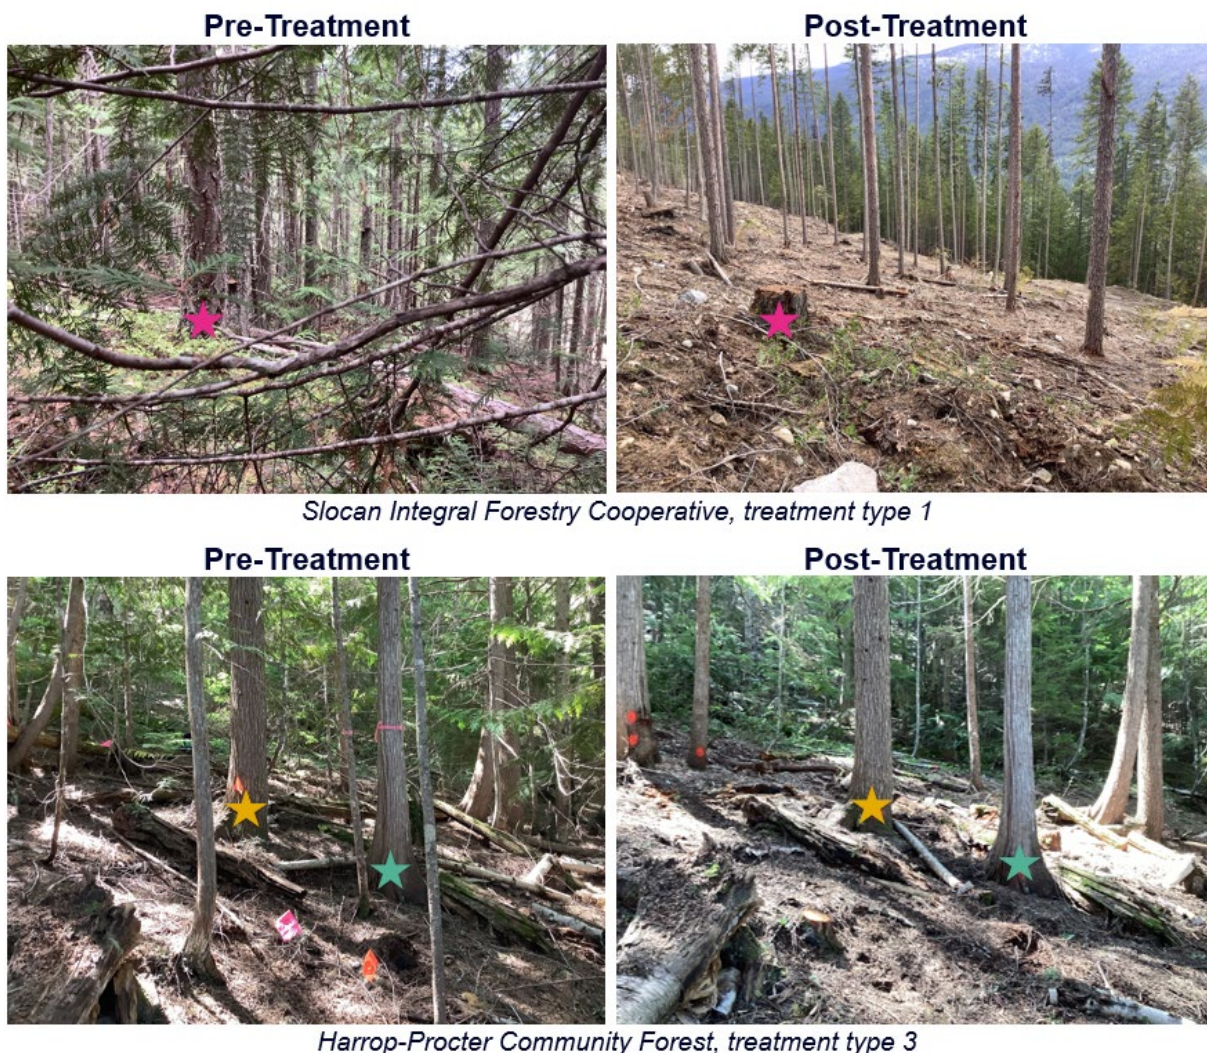 Pre-Treatment
Post-Treatment
Slocan Integral Forestry Cooperative, treatment type 1
Pre-Treatment
Post-Treatment
Harrop-Procter Community Forest, treatment type 3